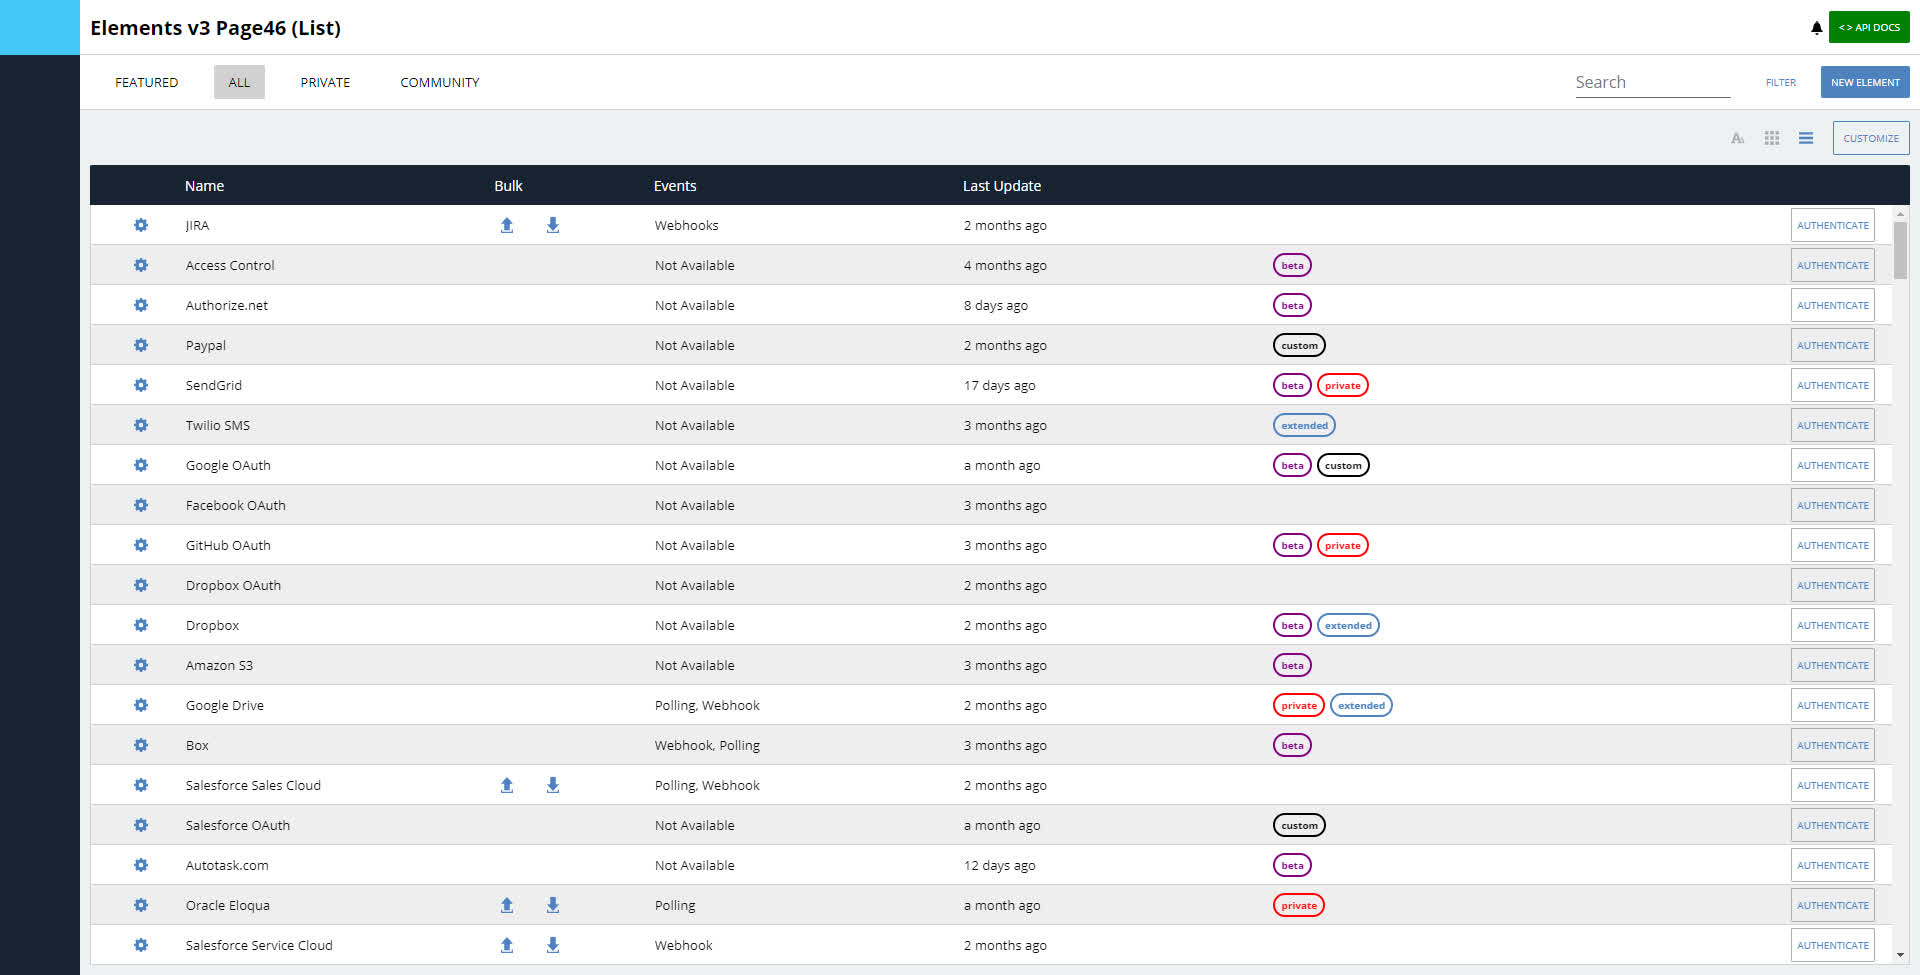 Elements v3 Page46 (List)
<> API DOCS
FEATURED ALL PRIVATE COMMUNITY Search FILTER NEW ELEMENT
CUSTOMIZE
Name Bulk Events Last Update
JIRA Webhooks 2 months ago AUTHENTICATE
Access Control Not Available 4 months ago beta AUTHENTICATE
Authorize.net Not Available 8 days ago beta AUTHENTICATE
Paypal Not Available 2 months ago custom AUTHENTICATE
SendGrid Not Available 17 days ago beta private AUTHENTICATE
Twilio SMS Not Available 3 months ago extended AUTHENTICATE
Google OAuth Not Available a month ago beta custom AUTHENTICATE
Facebook OAuth Not Available 3 months ago AUTHENTICATE
GitHub OAuth Not Available 3 months ago beta private AUTHENTICATE
Dropbox OAuth Not Available 2 months ago AUTHENTICATE
Dropbox Not Available 2 months ago beta extended AUTHENTICATE
Amazon S3 Not Available 3 months ago beta AUTHENTICATE
Google Drive Polling, Webhook 2 months ago private extended AUTHENTICATE
Box Webhook, Polling 3 months ago beta AUTHENTICATE
Salesforce Sales Cloud Polling, Webhook 2 months ago AUTHENTICATE
Salesforce OAuth Not Available a month ago custom AUTHENTICATE
Autotask.com Not Available 12 days ago beta AUTHENTICATE
Oracle Eloqua Polling a month ago private AUTHENTICATE
Salesforce Service Cloud Webhook 2 months ago AUTHENTICATE